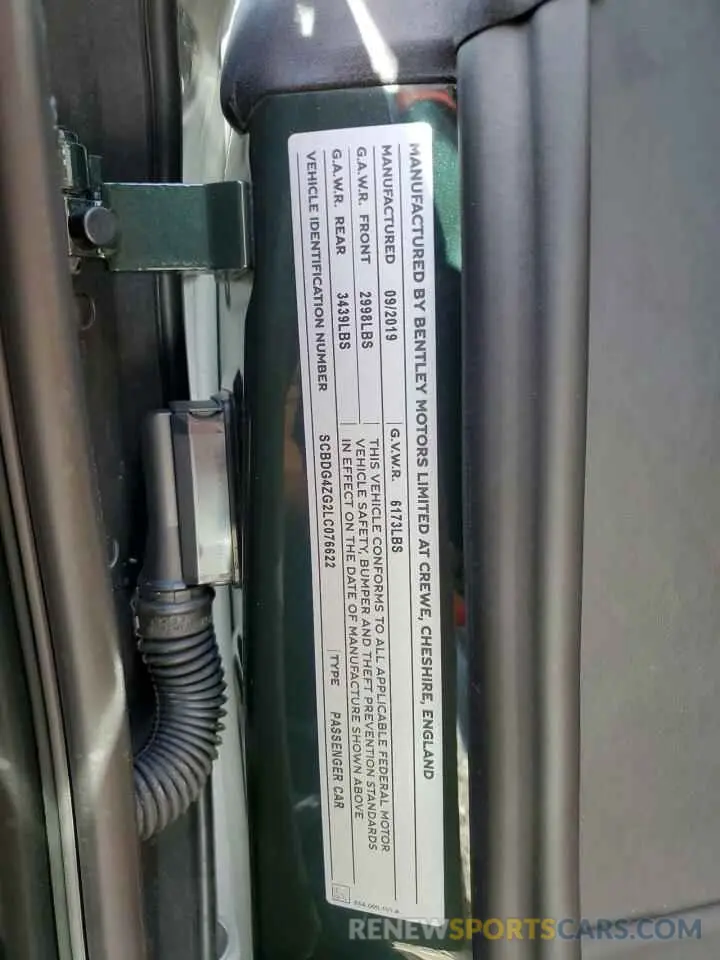 MANUFACTURED BY BENTLEY MOTORS LIMITED AT CREWE, CHESHIRE, ENGLAND
MANUFACTURED 09/2019 G.V.W.R. 6173LBS
G.A.W.R. FRONT 2998LBS
G.A.W.R. REAR 3439LBS
THIS VEHICLE CONFORMS TO ALL APPLICABLE FEDERAL MOTOR
VEHICLE SAFETY, BUMPER AND THEFT PREVENTION STANDARDS
IN EFFECT ON THE DATE OF MANUFACTURE SHOWN ABOVE
VEHICLE IDENTIFICATION NUMBER SCBDG4ZG2LC076622 TYPE PASSENGER CAR
RENEWSPORTSCARS.COM